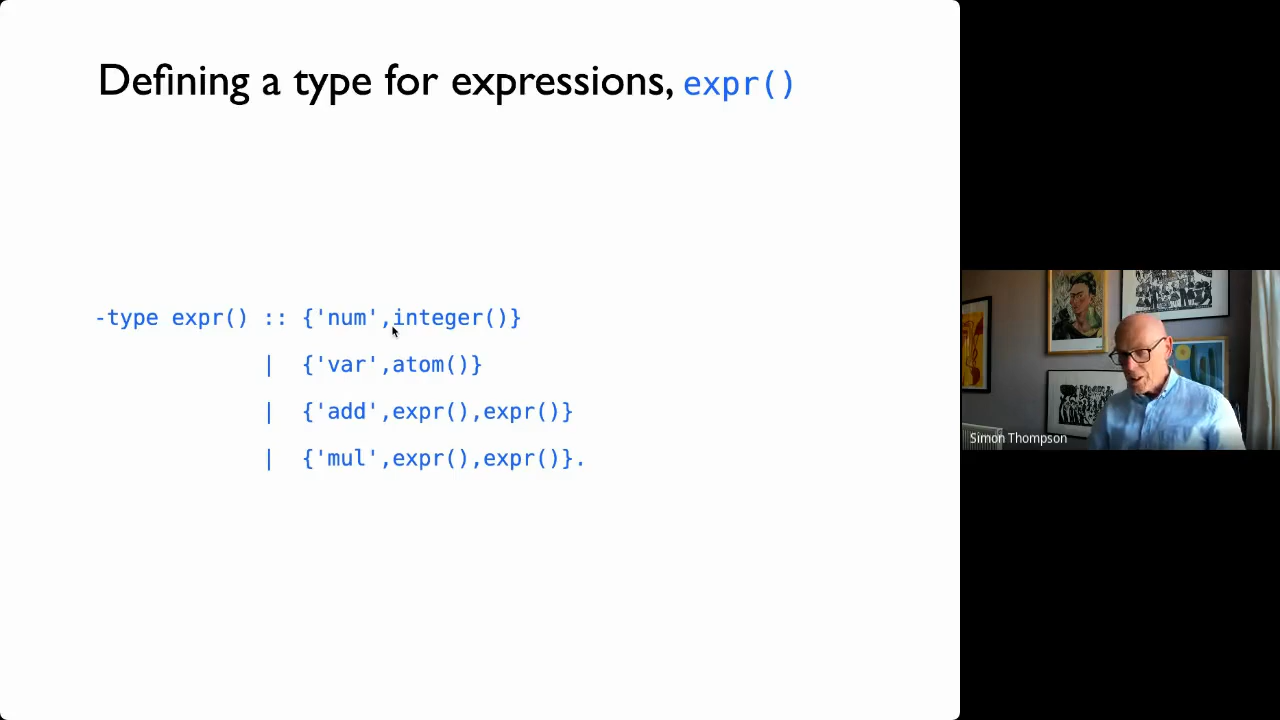 Defining a type for expressions, expr()
-type expr() :: {'num',integer()}
| {'var',atom()}
| {'add',expr(),expr()}
| {'mul',expr(),expr()}.
Simon Thompson